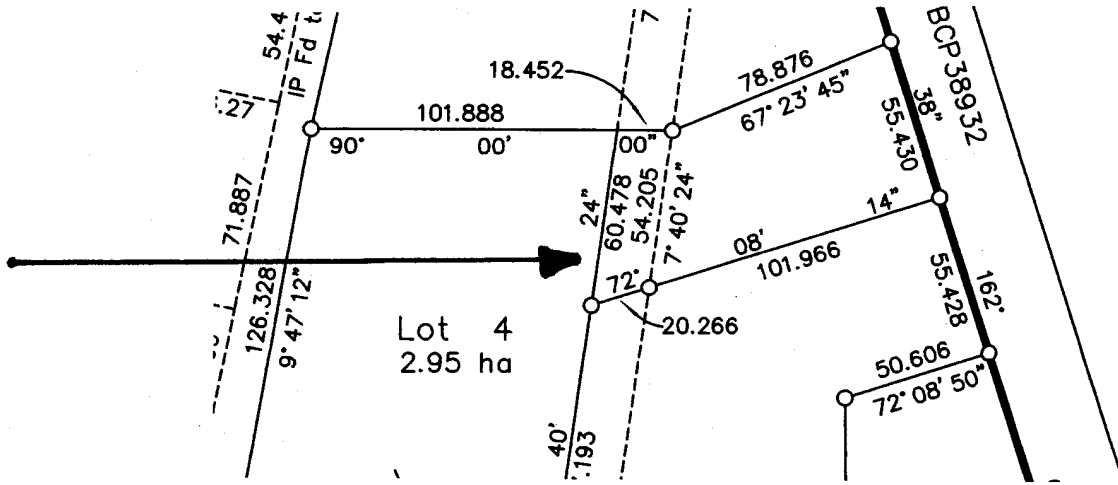 54.4
IP Fd to
.27
71.887
126.328
9° 47' 12"
101.888
90° 00' 00"
18.452
7
78.876
67° 23' 45"
BCP38932
38"
55.430
24"
60.478
54.205
7° 40' 24"
72° 08' 14"
101.966
20.266
Lot 4
2.95 ha
55.428
162°
50.606
72° 08' 50"
40'
.193